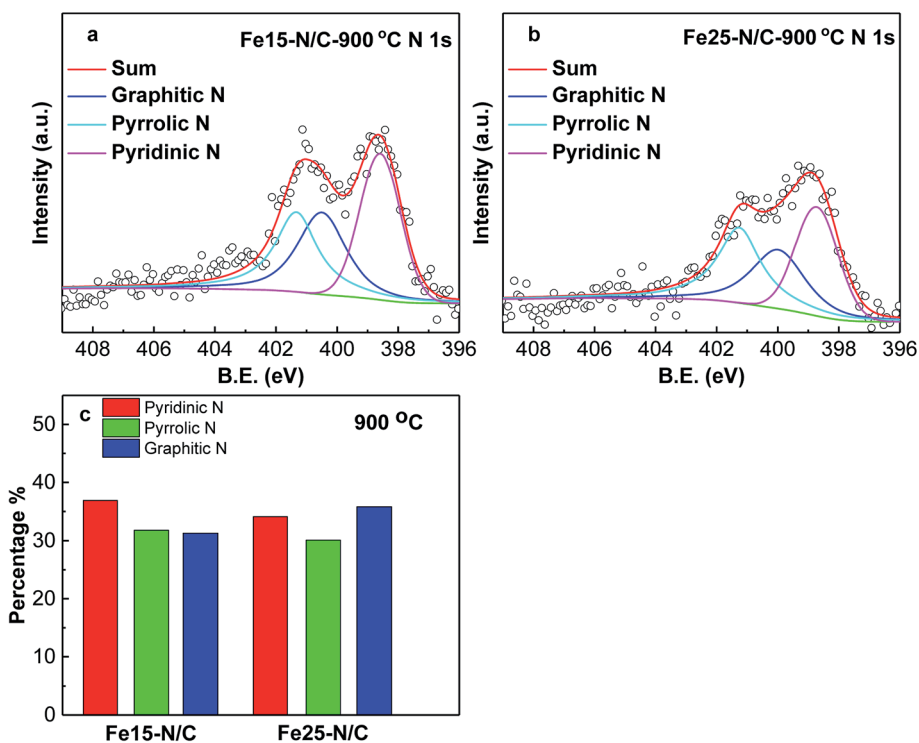 a
Fe15-N/C-900 °C N 1s
Sum
Graphitic N
Pyrrolic N
Pyridinic N
Intensity (a.u.)
408 406 404 402 400 398 396
B.E. (eV)
b
Fe25-N/C-900 °C N 1s
Sum
Graphitic N
Pyrrolic N
Pyridinic N
Intensity (a.u.)
408 406 404 402 400 398 396
B.E. (eV)
c
900 °C
Pyridinic N
Pyrrolic N
Graphitic N
Percentage %
50
40
30
20
10
0
Fe15-N/C Fe25-N/C